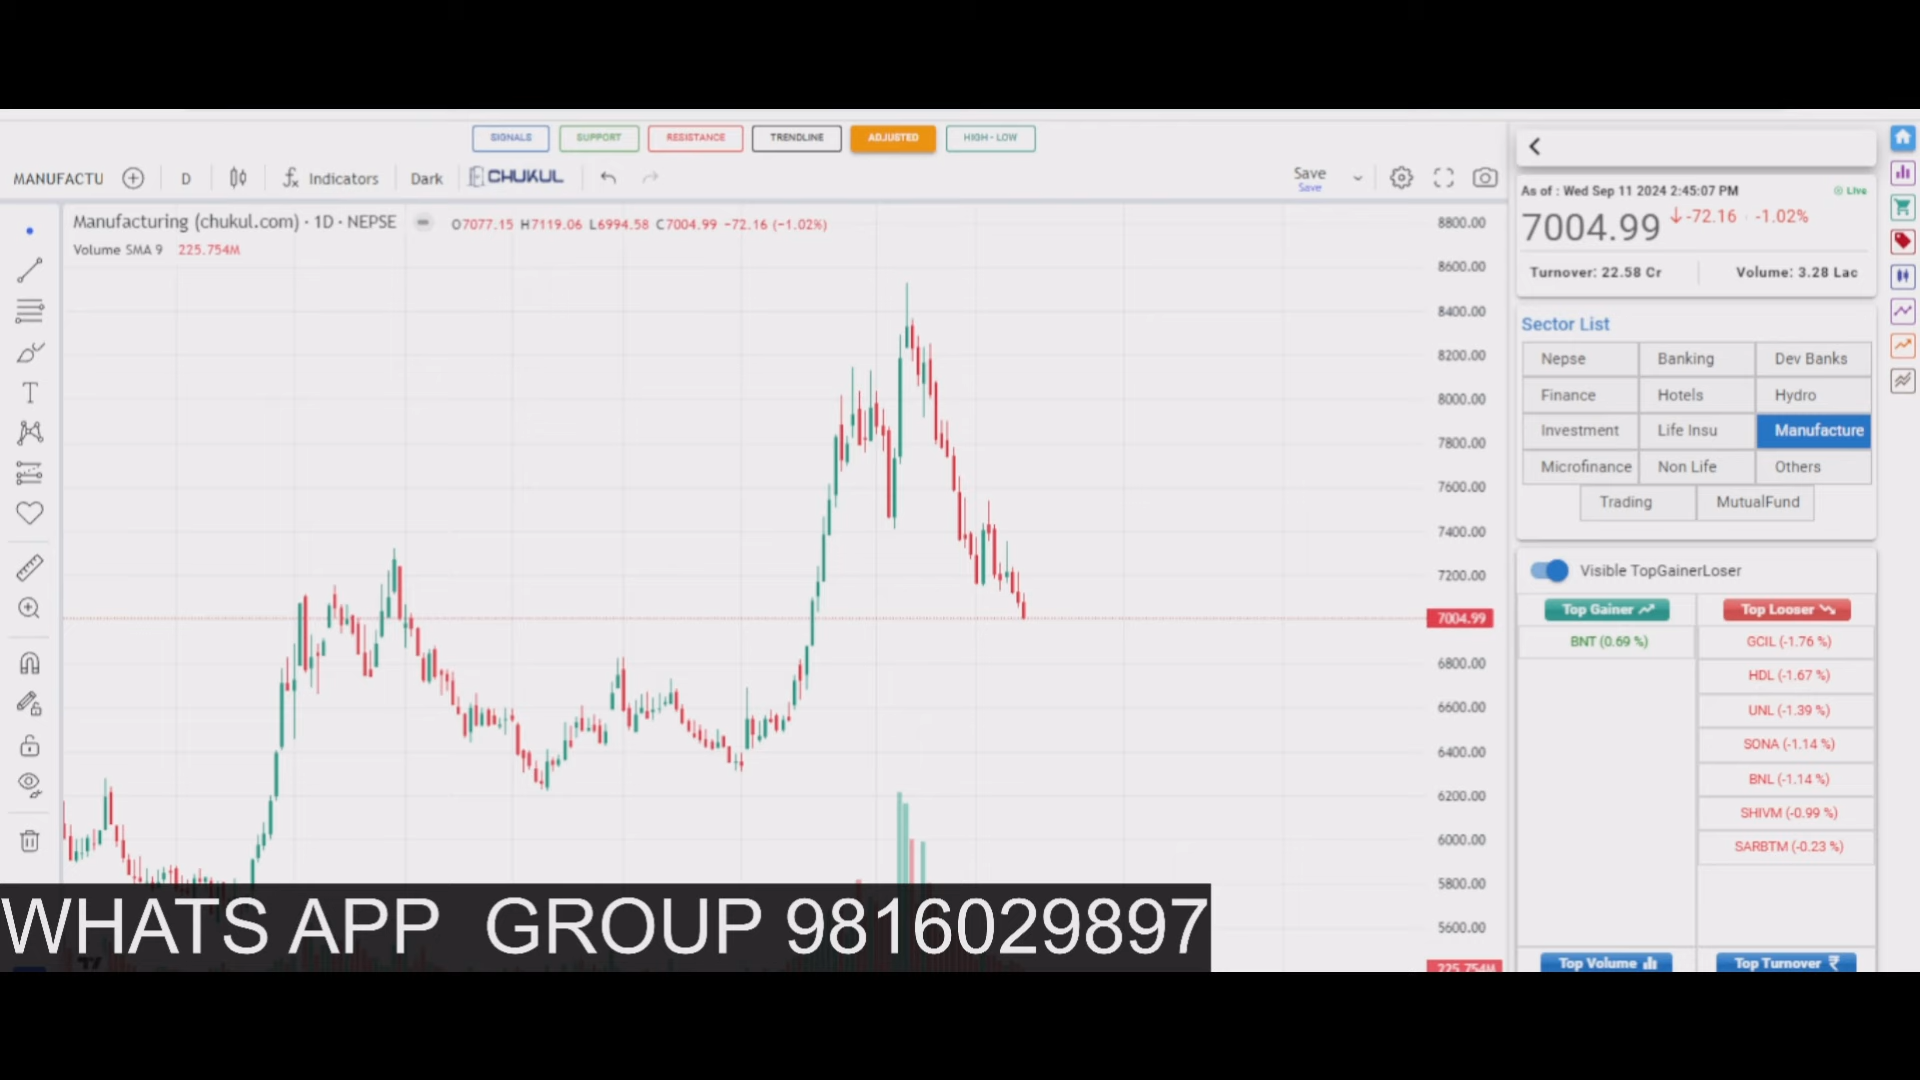 SIGNALS SUPPORT RESISTANCE TRENDLINE ADJUSTED HIGH - LOW
MANUFACTU D Indicators Dark CHUKUL Save
Save
Manufacturing (chukul.com) · 1D · NEPSE O7077.15 H7119.06 L6994.58 C7004.99 -72.16 (-1.02%)
Volume SMA 9 225.754M
8800.00
8600.00
8400.00
8200.00
8000.00
7800.00
7600.00
7400.00
7200.00
7004.99
6800.00
6600.00
6400.00
6200.00
6000.00
5800.00
5600.00
225.754M
As of : Wed Sep 11 2024 2:45:07 PM Live
7004.99 -72.16 -1.02%
Turnover: 22.58 Cr Volume: 3.28 Lac
Sector List
Nepse Banking Dev Banks
Finance Hotels Hydro
Investment Life Insu Manufacture
Microfinance Non Life Others
Trading MutualFund
Visible TopGainerLoser
Top Gainer Top Looser
BNT (0.69 %) GCIL (-1.76 %)
HDL (-1.67 %)
UNL (-1.39 %)
SONA (-1.14 %)
BNL (-1.14 %)
SHIVM (-0.99 %)
SARBTM (-0.23 %)
Top Volume Top Turnover ₹
WHATS APP GROUP 9816029897